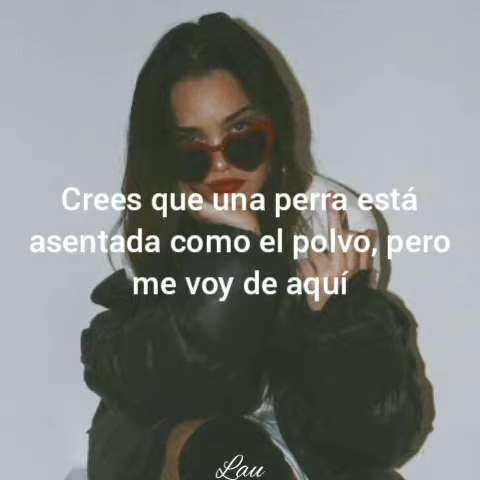 Crees que una perra está
asentada como el polvo, pero
me voy de aquí
Lau